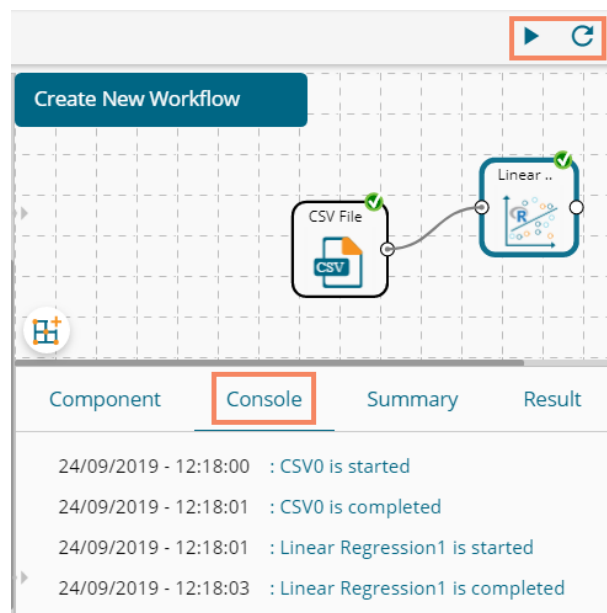 Create New Workflow
Linear ..
R
CSV File
CSV
Component Console Summary Result
24/09/2019 - 12:18:00 : CSV0 is started
24/09/2019 - 12:18:01 : CSV0 is completed
24/09/2019 - 12:18:01 : Linear Regression1 is started
24/09/2019 - 12:18:03 : Linear Regression1 is completed